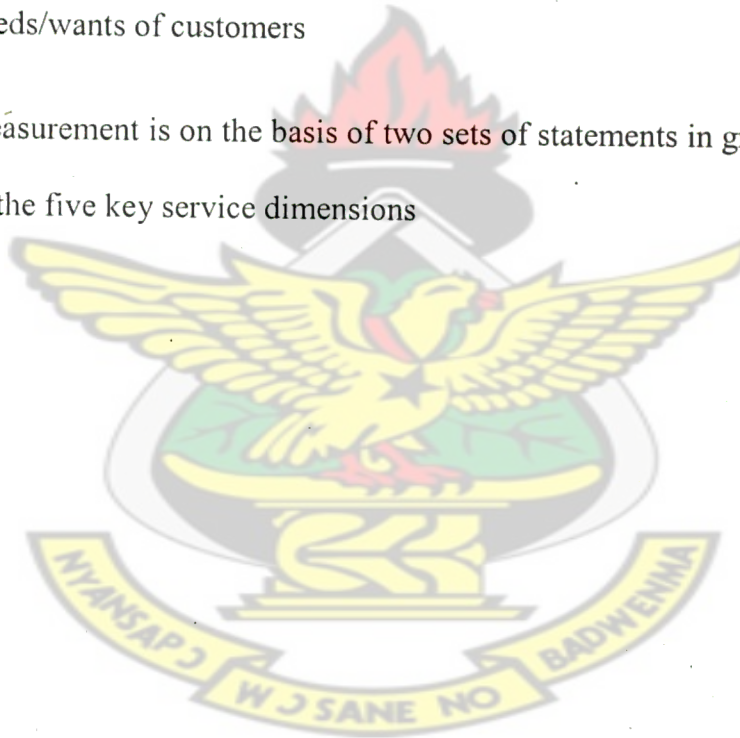 eds/wants of customers
easurement is on the basis of two sets of statements in g
the five key service dimensions
NYANSAPƆ
WƆSANE NO
BADWENMA